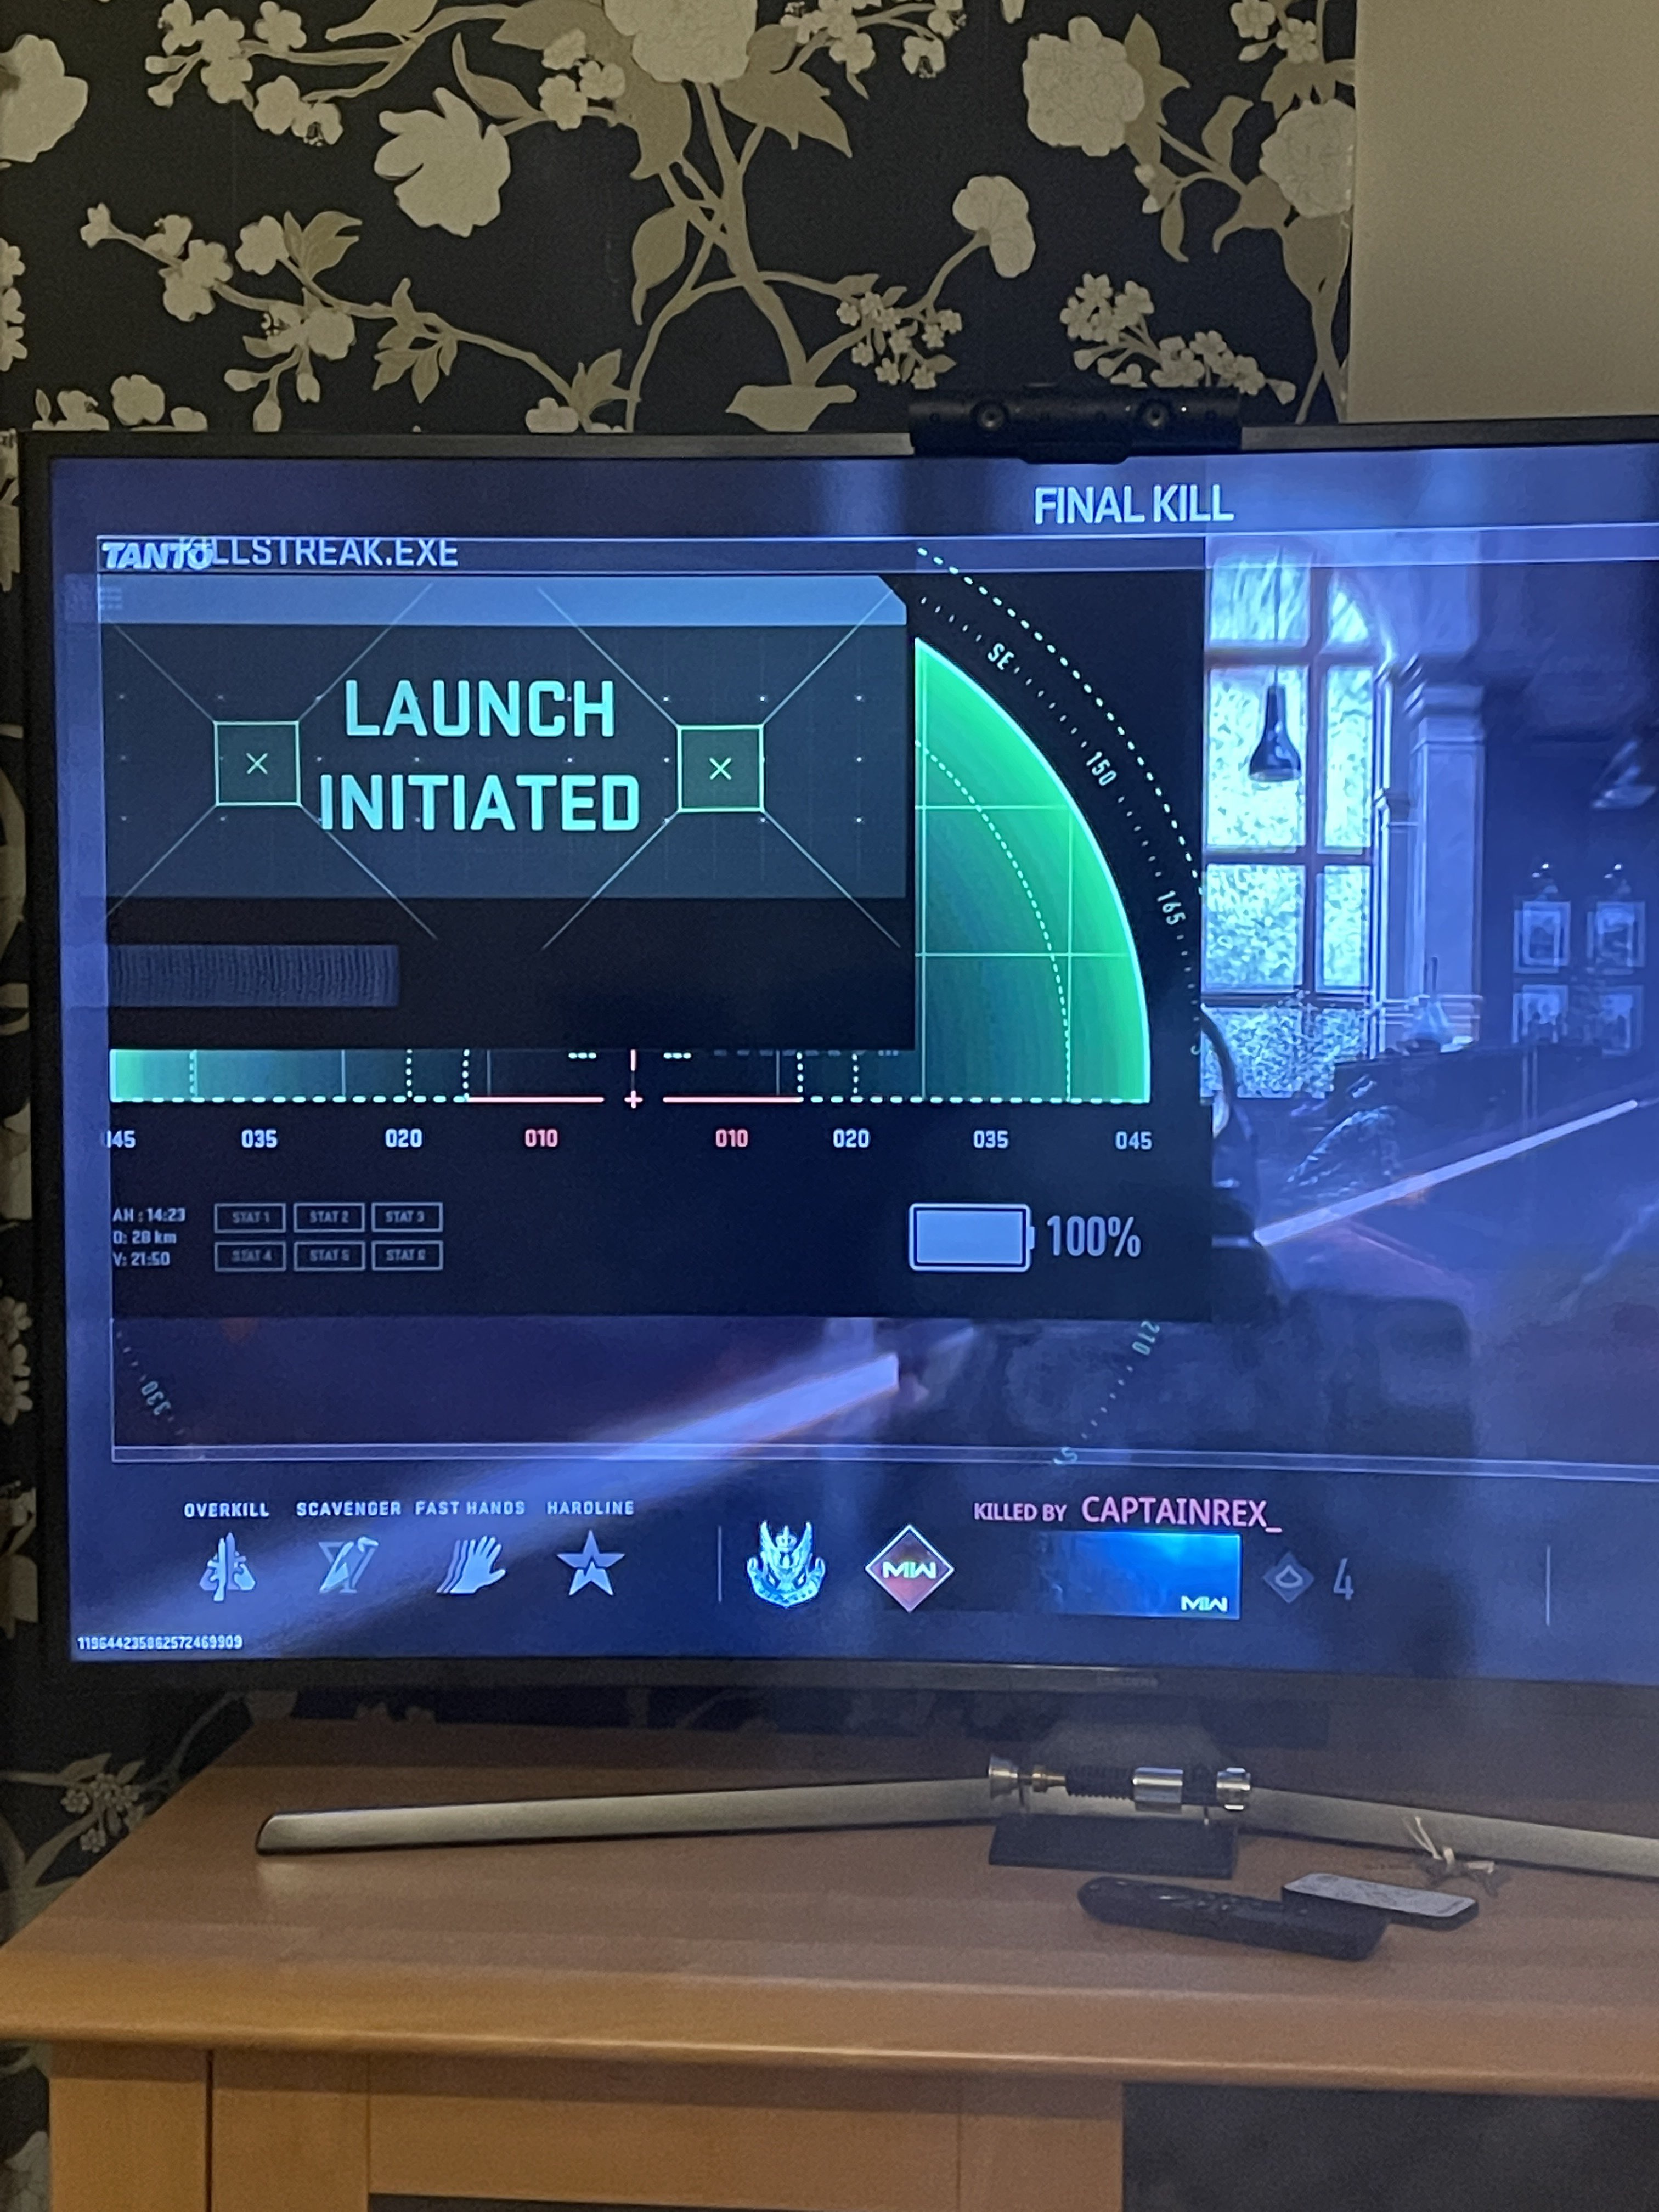 FINAL KILL
TANTO
KILLSTREAK.EXE
LAUNCH
INITIATED
SE
150
165
045
035
020
010
010
020
035
045
AH : 14:23
D: 28 km
V: 21:50
STAT 1
STAT 2
STAT 3
STAT 4
STAT 5
STAT 6
100%
330
210
S
OVERKILL
SCAVENGER
FAST HANDS
HARDLINE
KILLED BY CAPTAINREX_
MW
MW
4
SAMSUNG